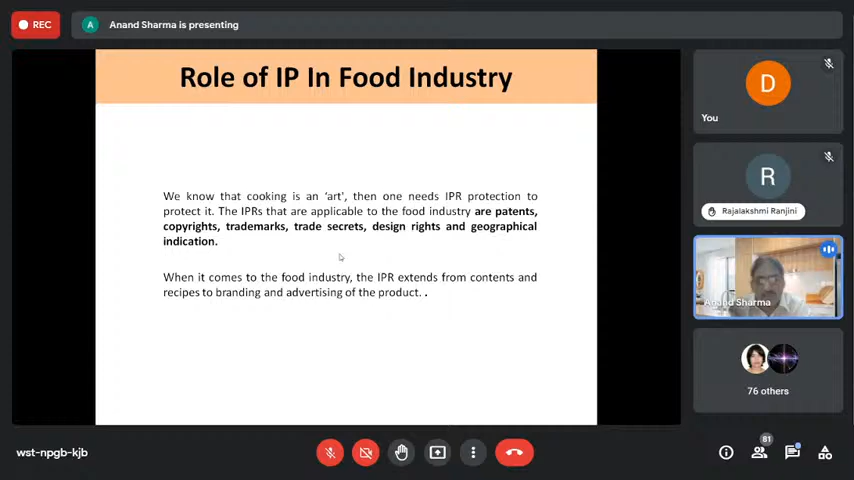 REC
A
Anand Sharma is presenting
Role of IP In Food Industry
We know that cooking is an ‘art', then one needs IPR protection to
protect it. The IPRs that are applicable to the food industry are patents,
copyrights, trademarks, trade secrets, design rights and geographical
indication.
When it comes to the food industry, the IPR extends from contents and
recipes to branding and advertising of the product. .
D
You
R
Rajalakshmi Ranjini
Anand Sharma
76 others
wst-npgb-kjb
81